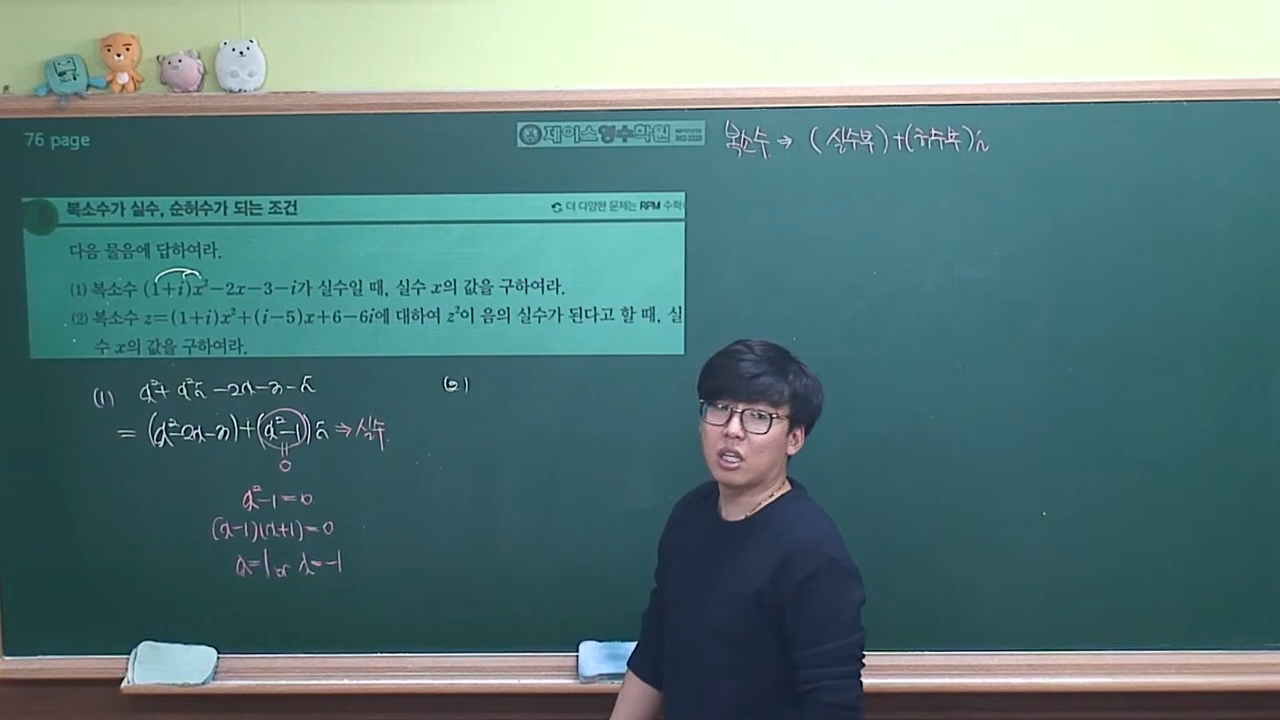 76 page
제이스영수학원
복소수 ⇒ (실수부)+(허수부)i
복소수가 실수, 순허수가 되는 조건
더 다양한 문제는 RPM 수학
다음 물음에 답하여라.
(1) 복소수 (1+i)x²-2x-3-i가 실수일 때, 실수 x의 값을 구하여라.
(2) 복소수 z=(1+i)x²+(i-5)x+6-6i에 대하여 z²이 음의 실수가 된다고 할 때, 실
수 x의 값을 구하여라.
(1) x²+x²i-2x-3-i
=(x²-2x-3)+(x²-1)i ⇒ 실수.
0
x²-1=0
(x-1)(x+1)=0
x=1 or x=-1
(2)